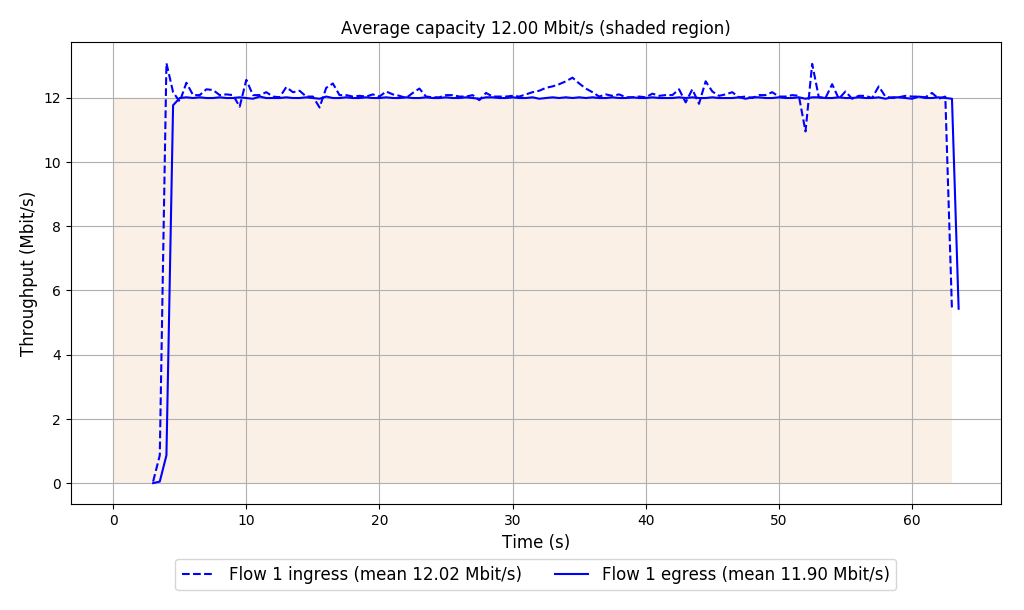 Average capacity 12.00 Mbit/s (shaded region)
Throughput (Mbit/s)
12
10
8
6
4
2
0
0 10 20 30 40 50 60
Time (s)
Flow 1 ingress (mean 12.02 Mbit/s) Flow 1 egress (mean 11.90 Mbit/s)